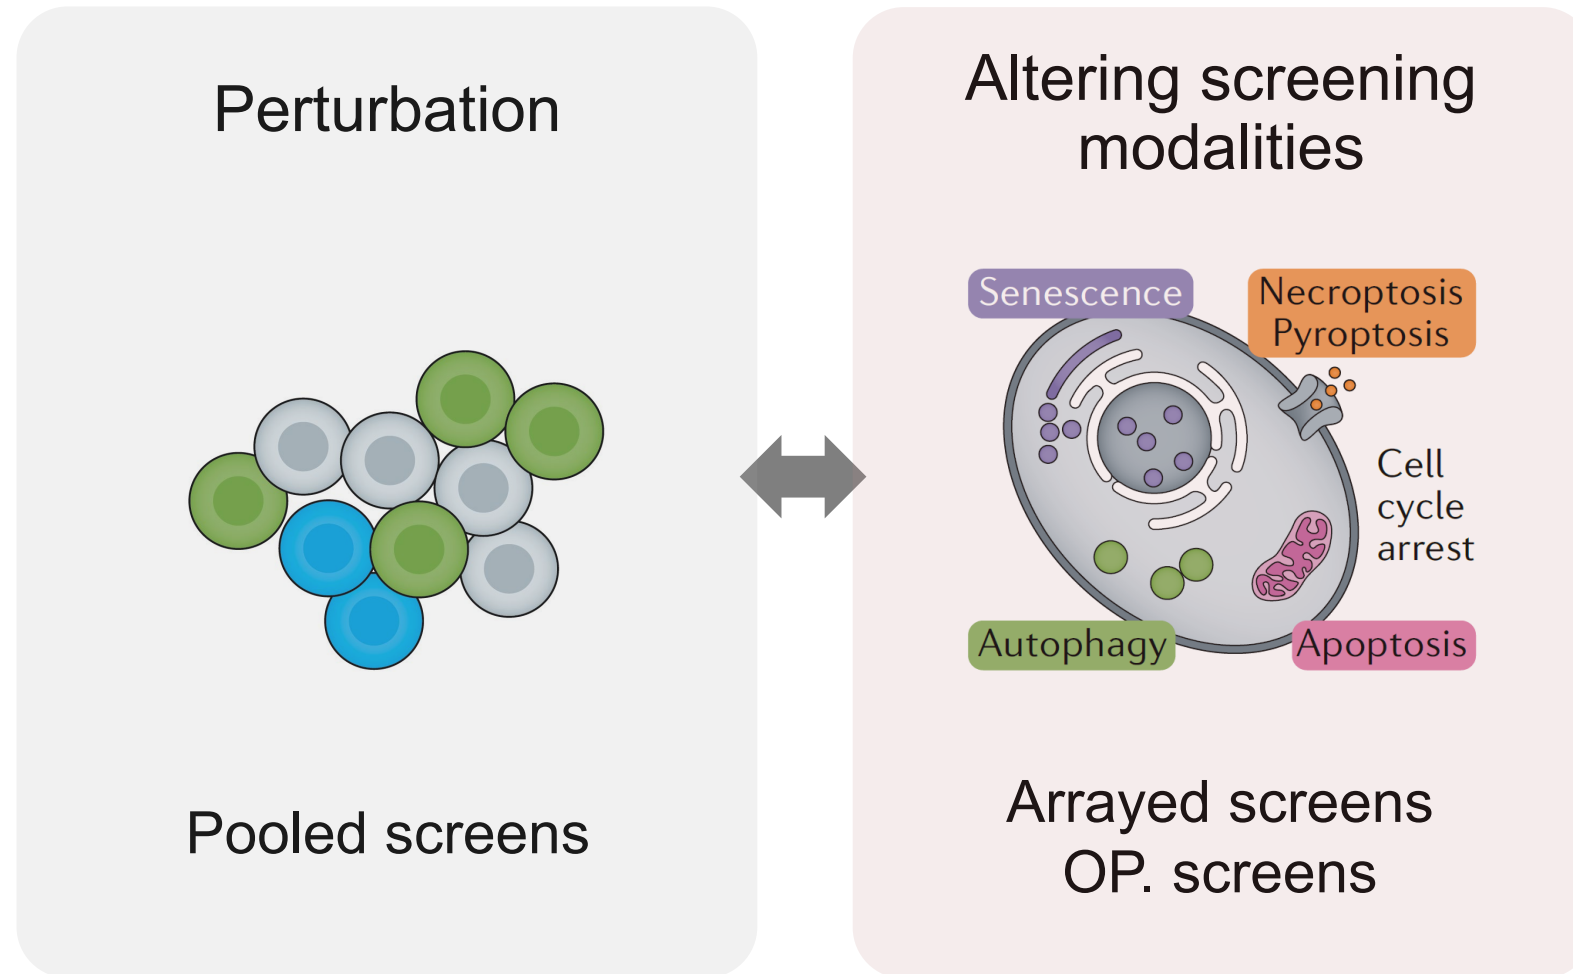 Perturbation
Pooled screens
Altering screening
modalities
Senescence
Necroptosis
Pyroptosis
Cell
cycle
arrest
Autophagy
Apoptosis
Arrayed screens
OP. screens